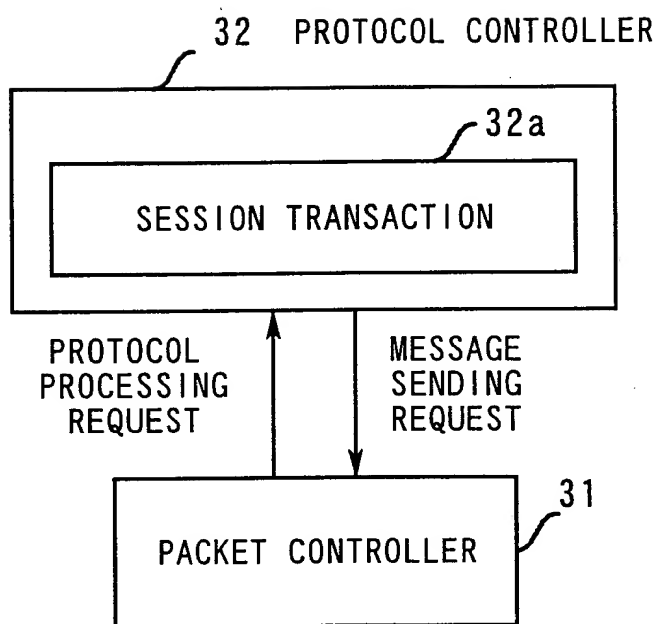 32 PROTOCOL CONTROLLER
32a
SESSION TRANSACTION
PROTOCOL
PROCESSING
REQUEST
MESSAGE
SENDING
REQUEST
31
PACKET CONTROLLER